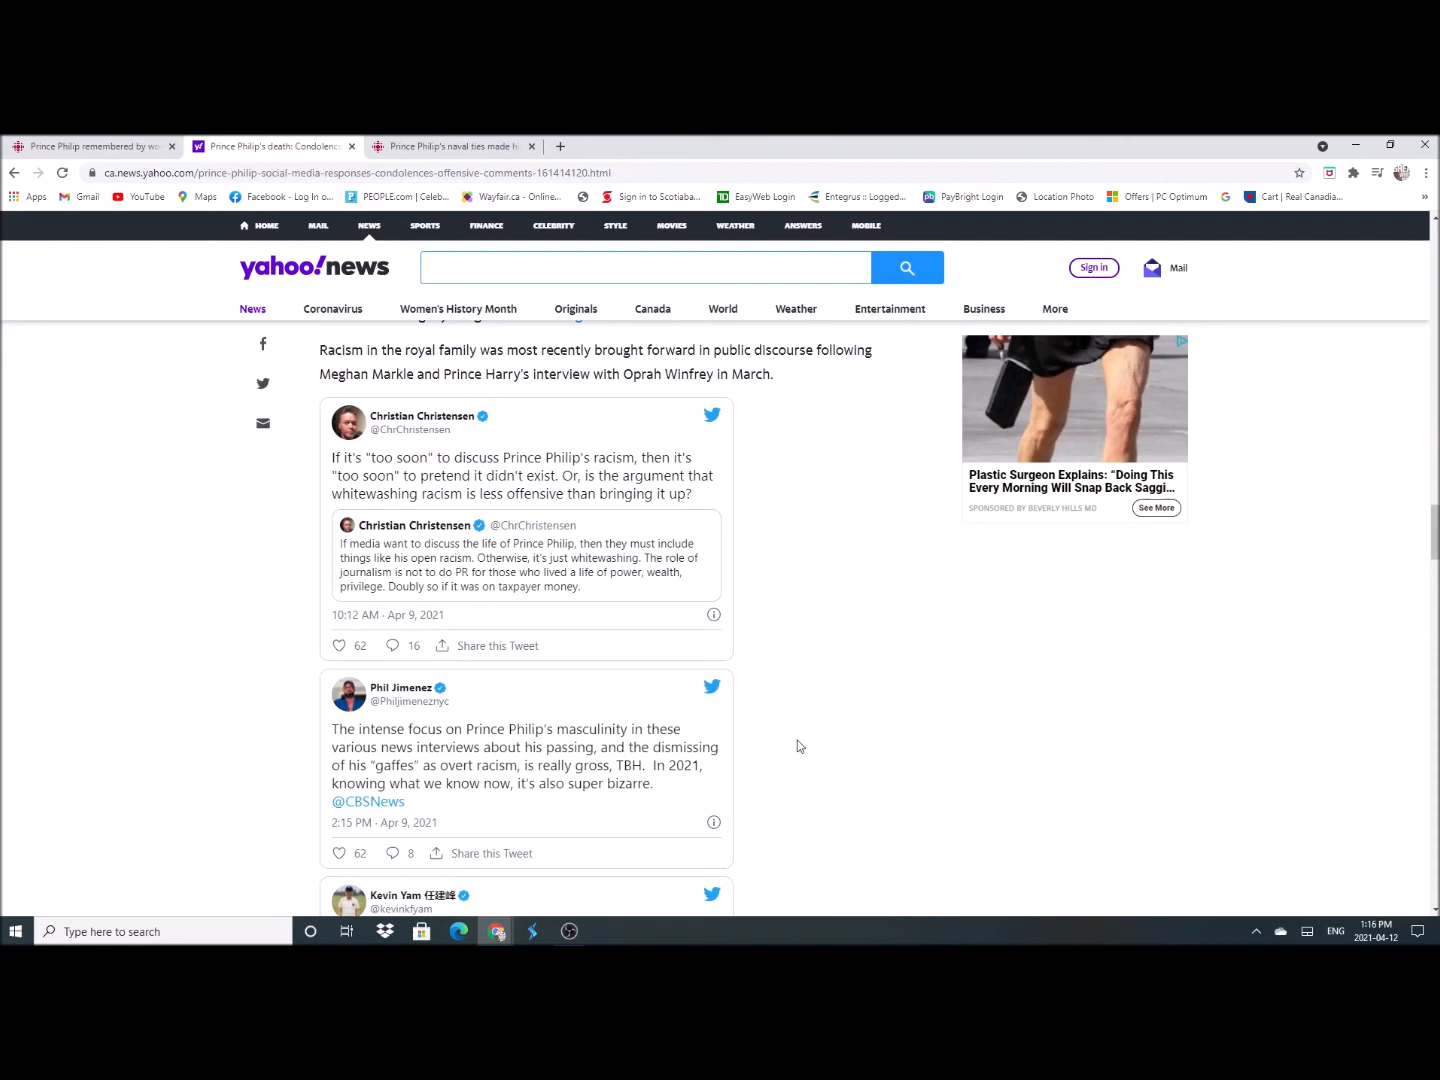 Prince Philip remembered by wo
Prince Philip's death: Condolenc
Prince Philip's naval ties made h
ca.news.yahoo.com/prince-philip-social-media-responses-condolences-offensive-comments-161414120.html
Apps Gmail YouTube Maps Facebook - Log In o... PEOPLE.com | Celeb... Wayfair.ca - Online... Sign in to Scotiaba... EasyWeb Login Entegrus :: Logged... PayBright Login Location Photo Offers | PC Optimum Cart | Real Canadia... »
HOME MAIL NEWS SPORTS FINANCE CELEBRITY STYLE MOVIES WEATHER ANSWERS MOBILE
yahoo!news
Sign in
Mail
News Coronavirus Women's History Month Originals Canada World Weather Entertainment Business More
Racism in the royal family was most recently brought forward in public discourse following
Meghan Markle and Prince Harry's interview with Oprah Winfrey in March.
Christian Christensen
@ChrChristensen
If it's "too soon" to discuss Prince Philip's racism, then it's
"too soon" to pretend it didn't exist. Or, is the argument that
whitewashing racism is less offensive than bringing it up?
Christian Christensen @ChrChristensen
If media want to discuss the life of Prince Philip, then they must include
things like his open racism. Otherwise, it's just whitewashing. The role of
journalism is not to do PR for those who lived a life of power, wealth,
privilege. Doubly so if it was on taxpayer money.
10:12 AM · Apr 9, 2021
62 16 Share this Tweet
Phil Jimenez
@Philjimeneznyc
The intense focus on Prince Philip's masculinity in these
various news interviews about his passing, and the dismissing
of his "gaffes" as overt racism, is really gross, TBH. In 2021,
knowing what we know now, it's also super bizarre.
@CBSNews
2:15 PM · Apr 9, 2021
62 8 Share this Tweet
Kevin Yam 任建峰
@kevinkfyam
Plastic Surgeon Explains: "Doing This
Every Morning Will Snap Back Saggi...
SPONSORED BY BEVERLY HILLS MD
See More
Type here to search
ENG
1:16 PM
2021-04-12